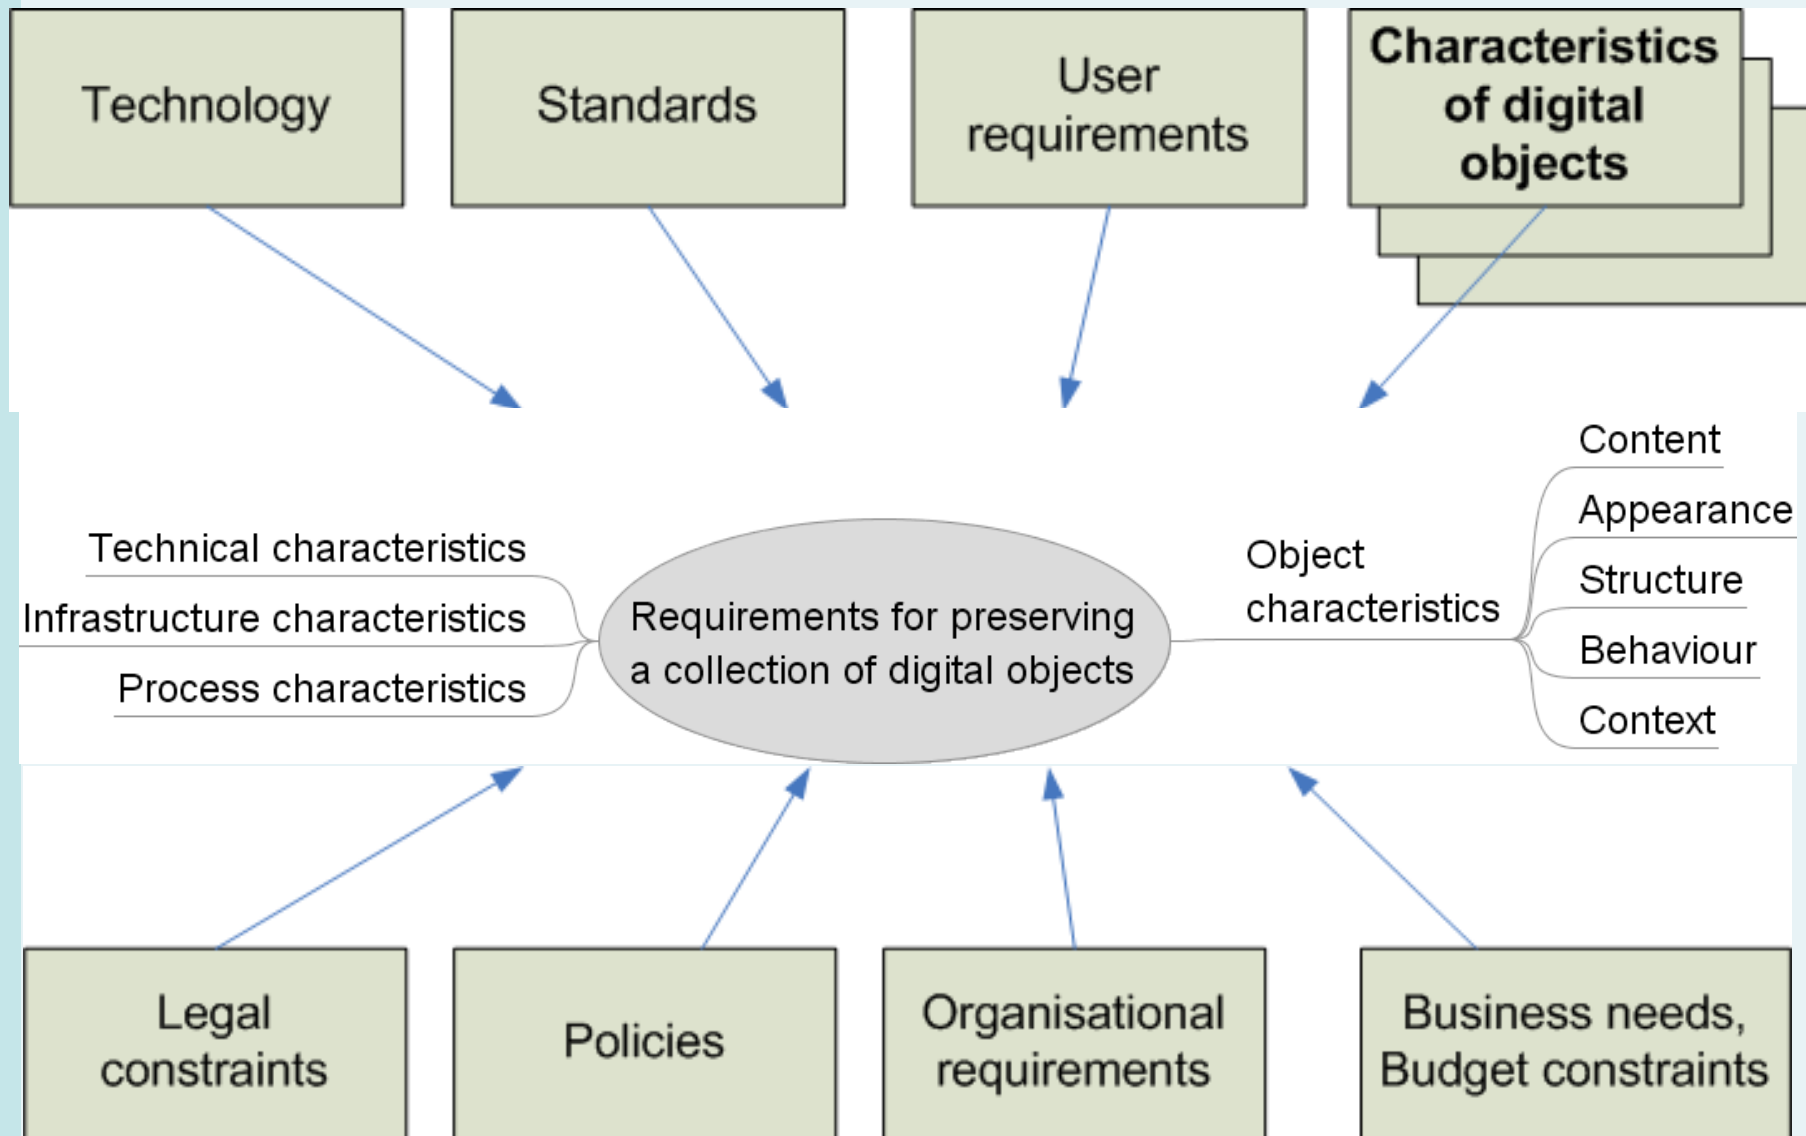 Technology
Standards
User
requirements
Characteristics
of digital
objects
Technical characteristics
Infrastructure characteristics
Process characteristics
Requirements for preserving
a collection of digital objects
Object
characteristics
Content
Appearance
Structure
Behaviour
Context
Legal
constraints
Policies
Organisational
requirements
Business needs,
Budget constraints